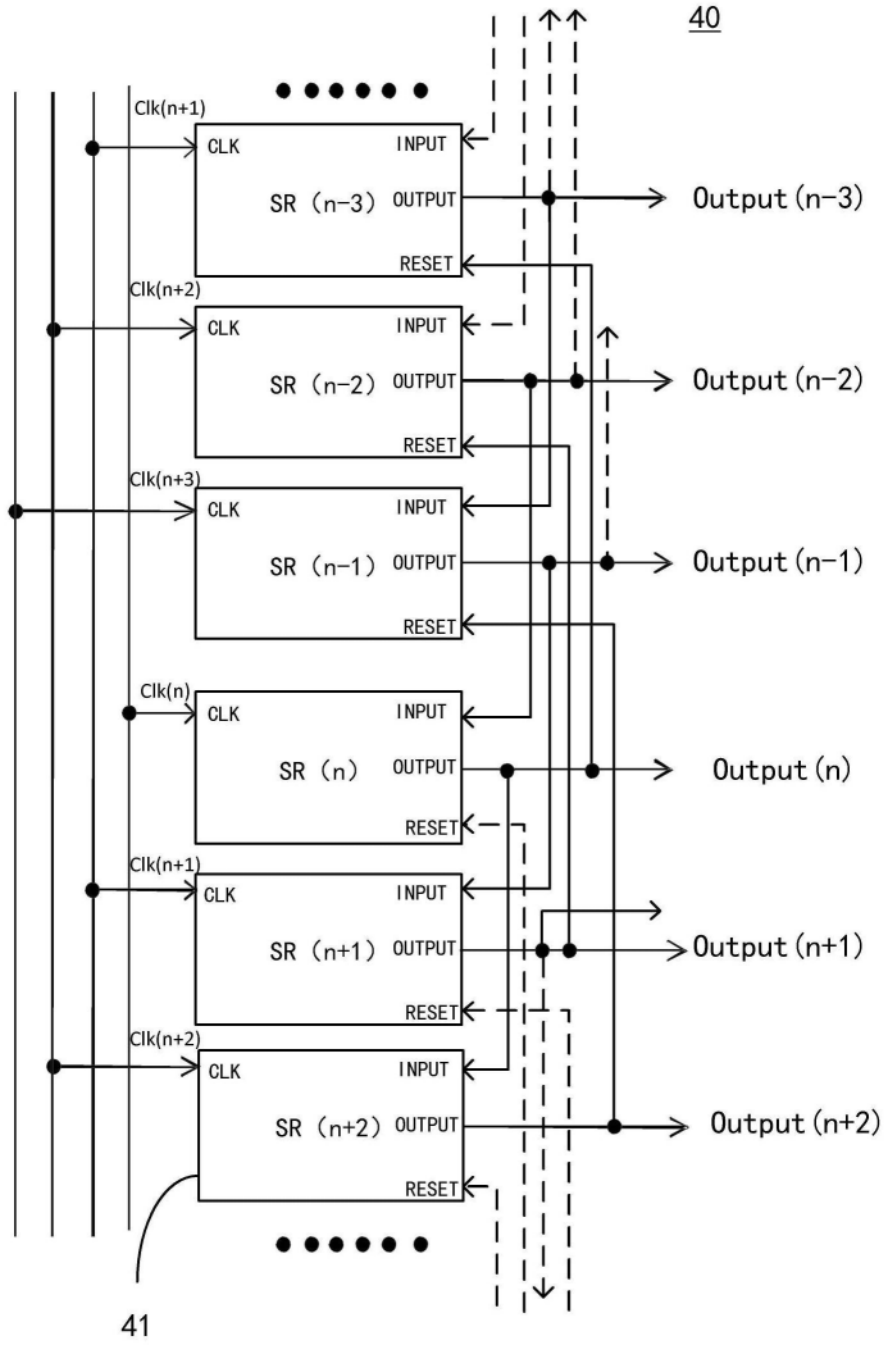 40
Clk(n+1)
CLK
INPUT
SR (n-3)
OUTPUT
Output(n-3)
RESET
Clk(n+2)
CLK
INPUT
SR (n-2)
OUTPUT
Output(n-2)
RESET
Clk(n+3)
CLK
INPUT
SR (n-1)
OUTPUT
Output(n-1)
RESET
Clk(n)
CLK
INPUT
SR (n)
OUTPUT
Output(n)
RESET
Clk(n+1)
CLK
INPUT
SR (n+1)
OUTPUT
Output(n+1)
RESET
Clk(n+2)
CLK
INPUT
SR (n+2)
OUTPUT
Output(n+2)
RESET
41